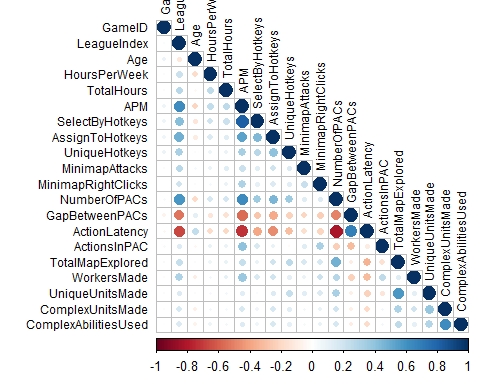 GameID
LeagueIndex
Age
HoursPerWeek
TotalHours
APM
SelectByHotkeys
AssignToHotkeys
UniqueHotkeys
MinimapAttacks
MinimapRightClicks
NumberOfPACs
GapBetweenPACs
ActionLatency
ActionsInPAC
TotalMapExplored
WorkersMade
UniqueUnitsMade
ComplexUnitsMade
ComplexAbilitiesUsed
Age
HoursPerWeek
TotalHours
APM
SelectByHotkeys
AssignToHotkeys
UniqueHotkeys
MinimapAttacks
MinimapRightClicks
NumberOfPACs
GapBetweenPACs
ActionLatency
ActionsInPAC
TotalMapExplored
WorkersMade
UniqueUnitsMade
ComplexUnitsMade
ComplexAbilitiesUsed
-1 -0.8 -0.6 -0.4 -0.2 0 0.2 0.4 0.6 0.8 1